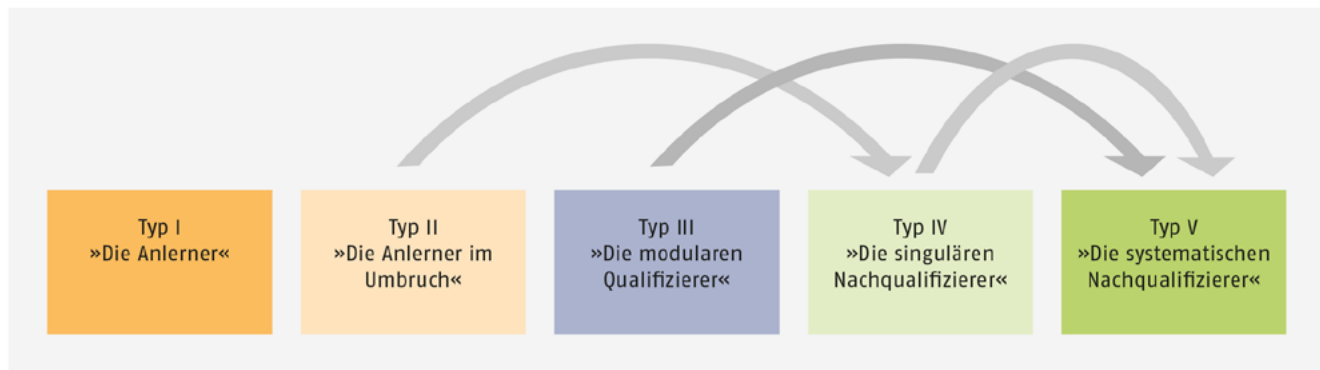 Typ I
»Die Anlerner«
Typ II
»Die Anlerner im
Umbruch«
Typ III
»Die modularen
Qualifizierer«
Typ IV
»Die singulären
Nachqualifizierer«
Typ V
»Die systematischen
Nachqualifizierer«